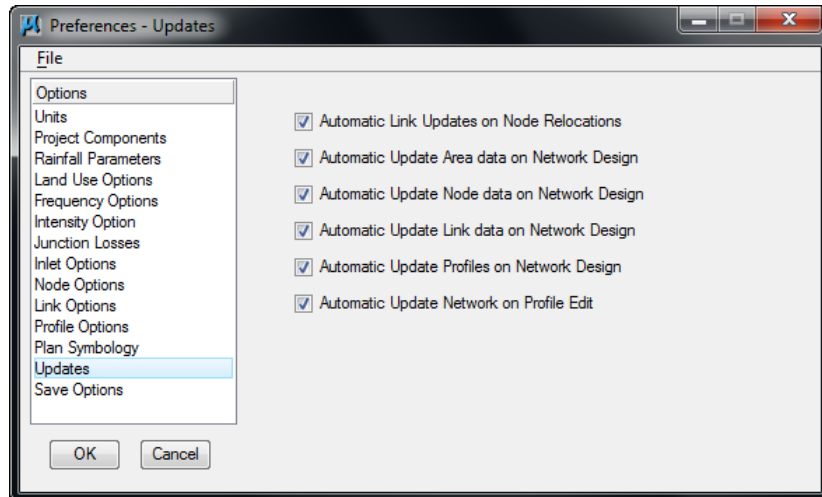 Preferences - Updates
File
Options
Units
Project Components
Rainfall Parameters
Land Use Options
Frequency Options
Intensity Option
Junction Losses
Inlet Options
Node Options
Link Options
Profile Options
Plan Symbology
Updates
Save Options
Automatic Link Updates on Node Relocations
Automatic Update Area data on Network Design
Automatic Update Node data on Network Design
Automatic Update Link data on Network Design
Automatic Update Profiles on Network Design
Automatic Update Network on Profile Edit
OK
Cancel